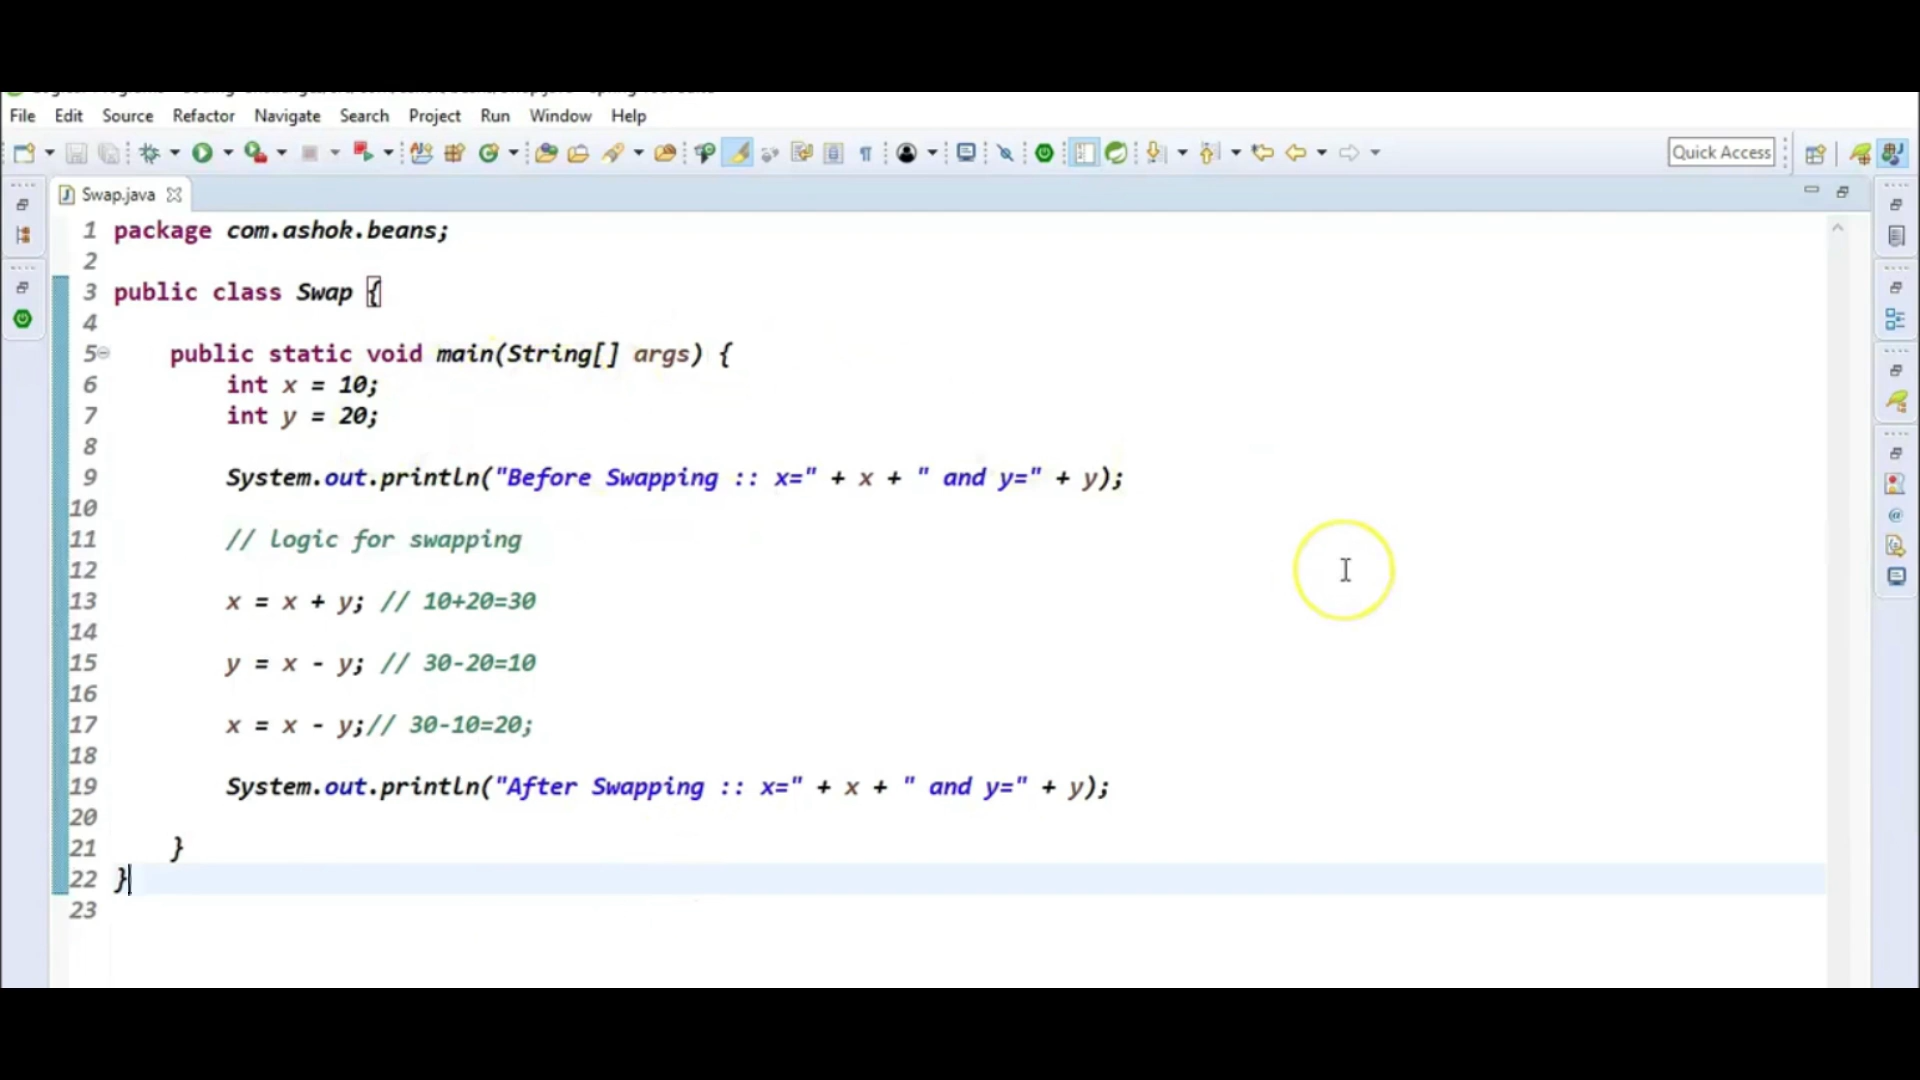 File Edit Source Refactor Navigate Search Project Run Window Help
Quick Access
Swap.java
1 package com.ashok.beans;
2
3 public class Swap {
4
5 public static void main(String[] args) {
6 int x = 10;
7 int y = 20;
8
9 System.out.println("Before Swapping :: x=" + x + " and y=" + y);
10
11 // logic for swapping
12
13 x = x + y; // 10+20=30
14
15 y = x - y; // 30-20=10
16
17 x = x - y;// 30-10=20;
18
19 System.out.println("After Swapping :: x=" + x + " and y=" + y);
20
21 }
22 }
23